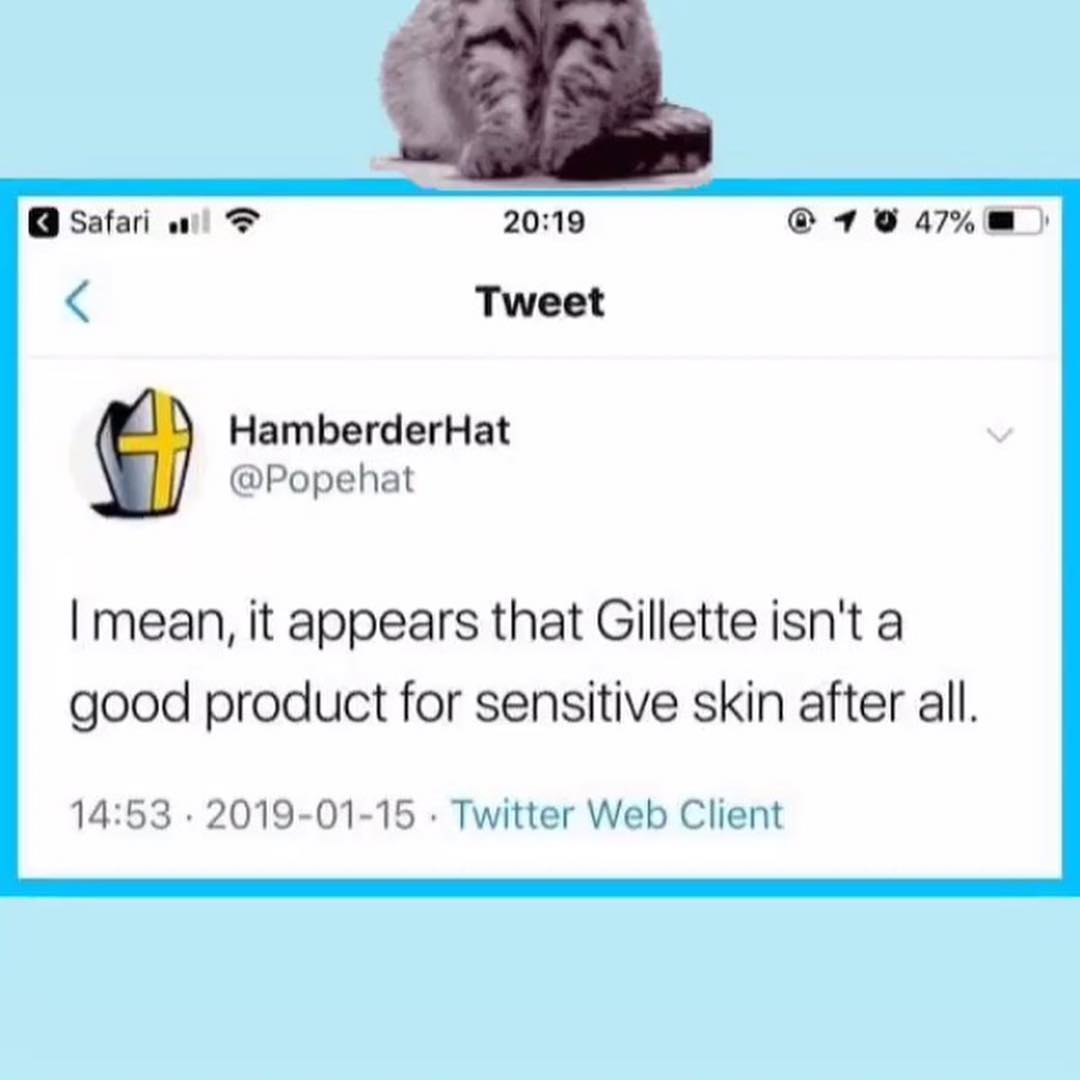 Safari 20:19 47%
Tweet
HamberderHat
@Popehat
I mean, it appears that Gillette isn't a
good product for sensitive skin after all.
14:53 · 2019-01-15 · Twitter Web Client